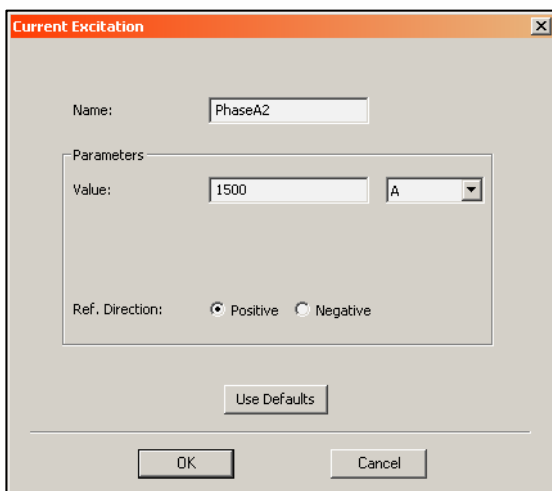 Current Excitation
Name: PhaseA2
Parameters
Value: 1500 A
Ref. Direction: Positive Negative
Use Defaults
OK Cancel